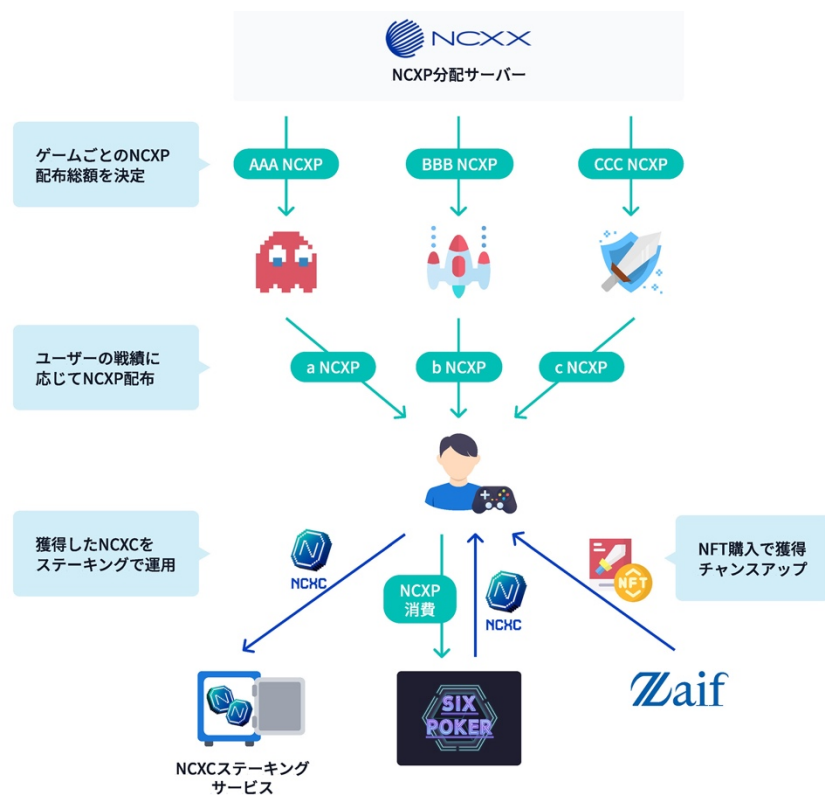 NCXX
NCXP分配サーバー
ゲームごとのNCXP
配布総額を決定
AAA NCXP
BBB NCXP
CCC NCXP
ユーザーの戦績に
応じてNCXP配布
a NCXP
b NCXP
c NCXP
獲得したNCXCを
ステーキングで運用
NCXC
NCXP
消費
NCXC
NFT
NFT購入で獲得
チャンスアップ
SIX
POKER
Zaif
NCXCステーキング
サービス